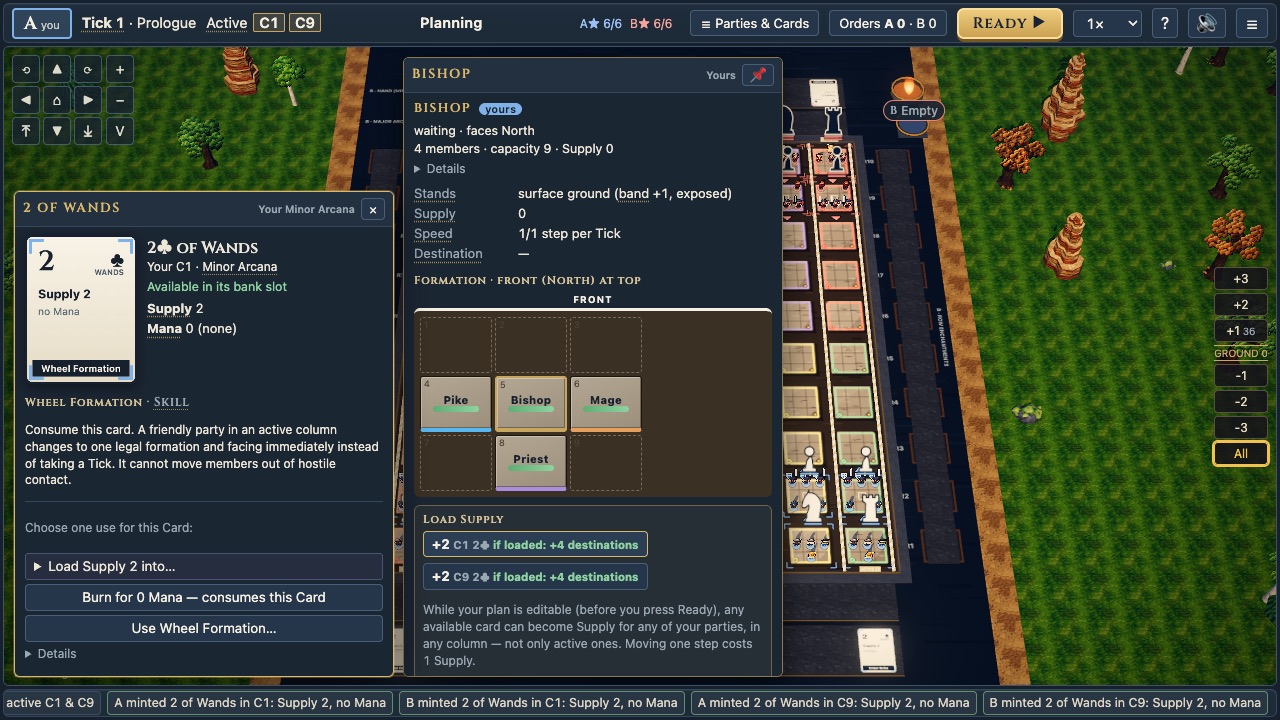 A you
Tick 1 · Prologue Active C1 C9
Planning
A★ 6/6 B★ 6/6
≡ Parties & Cards
Orders A 0 · B 0
READY ▶
1×
?
≡
V
2 OF WANDS
Your Minor Arcana ×
2
WANDS
Supply 2
no Mana
Wheel Formation
2♣ OF WANDS
Your C1 · Minor Arcana
Available in its bank slot
Supply 2
Mana 0 (none)
WHEEL FORMATION · SKILL
Consume this card. A friendly party in an active
column changes to one legal formation and facing immediately instead
of taking a Tick. It cannot move members out of hostile
contact.
Choose one use for this Card:
▶ Load Supply 2 into...
Burn for 0 Mana — consumes this Card
Use Wheel Formation...
▶ Details
BISHOP
Yours
BISHOP yours
waiting · faces North
4 members · capacity 9 · Supply 0
▶ Details
Stands surface ground (band +1, exposed)
Supply 0
Speed 1/1 step per Tick
Destination —
FORMATION · FRONT (NORTH) AT TOP
FRONT
4 Pike
5 Bishop
6 Mage
8 Priest
LOAD SUPPLY
+2 C1 2♣ if loaded: +4 destinations
+2 C9 2♣ if loaded: +4 destinations
While your plan is editable (before you press Ready), any
available card can become Supply for any of your parties, in
any column — not only active ones. Moving one step costs
1 Supply.
B Empty
+3
+2
+1 36
GROUND 0
-1
-2
-3
All
active C1 & C9
A minted 2 of Wands in C1: Supply 2, no Mana
B minted 2 of Wands in C1: Supply 2, no Mana
A minted 2 of Wands in C9: Supply 2, no Mana
B minted 2 of Wands in C9: Supply 2, no Mana